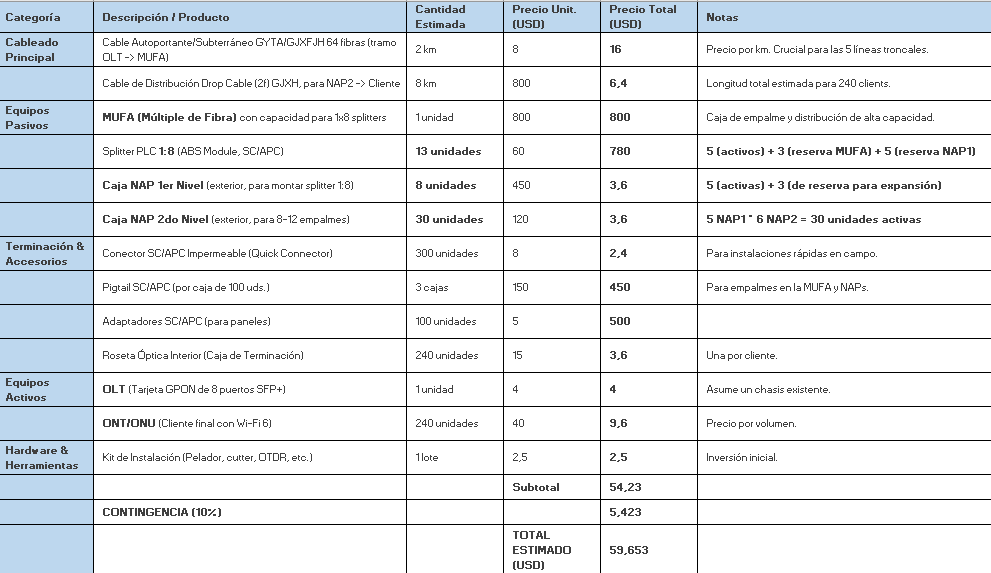 Categoría Descripción / Producto Cantidad Estimada Precio Unit. (USD) Precio Total (USD) Notas
Cableado Principal Cable Autoportante/Subterráneo GYTA/GJXFJH 64 fibras (tramo OLT -> MUFA) 2 km 8 16 Precio por km. Crucial para las 5 líneas troncales.
Cable de Distribución Drop Cable (2f) GJXH, para NAP2 -> Cliente 8 km 800 6,4 Longitud total estimada para 240 clients.
Equipos Pasivos MUFA (Múltiple de Fibra) con capacidad para 1x8 splitters 1 unidad 800 800 Caja de empalme y distribución de alta capacidad.
Splitter PLC 1:8 (ABS Module, SC/APC) 13 unidades 60 780 5 (activos) + 3 (reserva MUFA) + 5 (reserva NAP1)
Caja NAP 1er Nivel (exterior, para montar splitter 1:8) 8 unidades 450 3,6 5 (activas) + 3 (de reserva para expansión)
Caja NAP 2do Nivel (exterior, para 8-12 empalmes) 30 unidades 120 3,6 5 NAP1 * 6 NAP2 = 30 unidades activas
Terminación & Accesorios Conector SC/APC Impermeable (Quick Connector) 300 unidades 8 2,4 Para instalaciones rápidas en campo.
Pigtail SC/APC (por caja de 100 uds.) 3 cajas 150 450 Para empalmes en la MUFA y NAPs.
Adaptadores SC/APC (para paneles) 100 unidades 5 500
Roseta Óptica Interior (Caja de Terminación) 240 unidades 15 3,6 Una por cliente.
Equipos Activos OLT (Tarjeta GPON de 8 puertos SFP+) 1 unidad 4 4 Asume un chasis existente.
ONT/ONU (Cliente final con Wi-Fi 6) 240 unidades 40 9,6 Precio por volumen.
Hardware & Herramientas Kit de Instalación (Pelador, cutter, OTDR, etc.) 1 lote 2,5 2,5 Inversión inicial.
Subtotal 54,23
CONTINGENCIA (10%) 5,423
TOTAL ESTIMADO (USD) 59,653